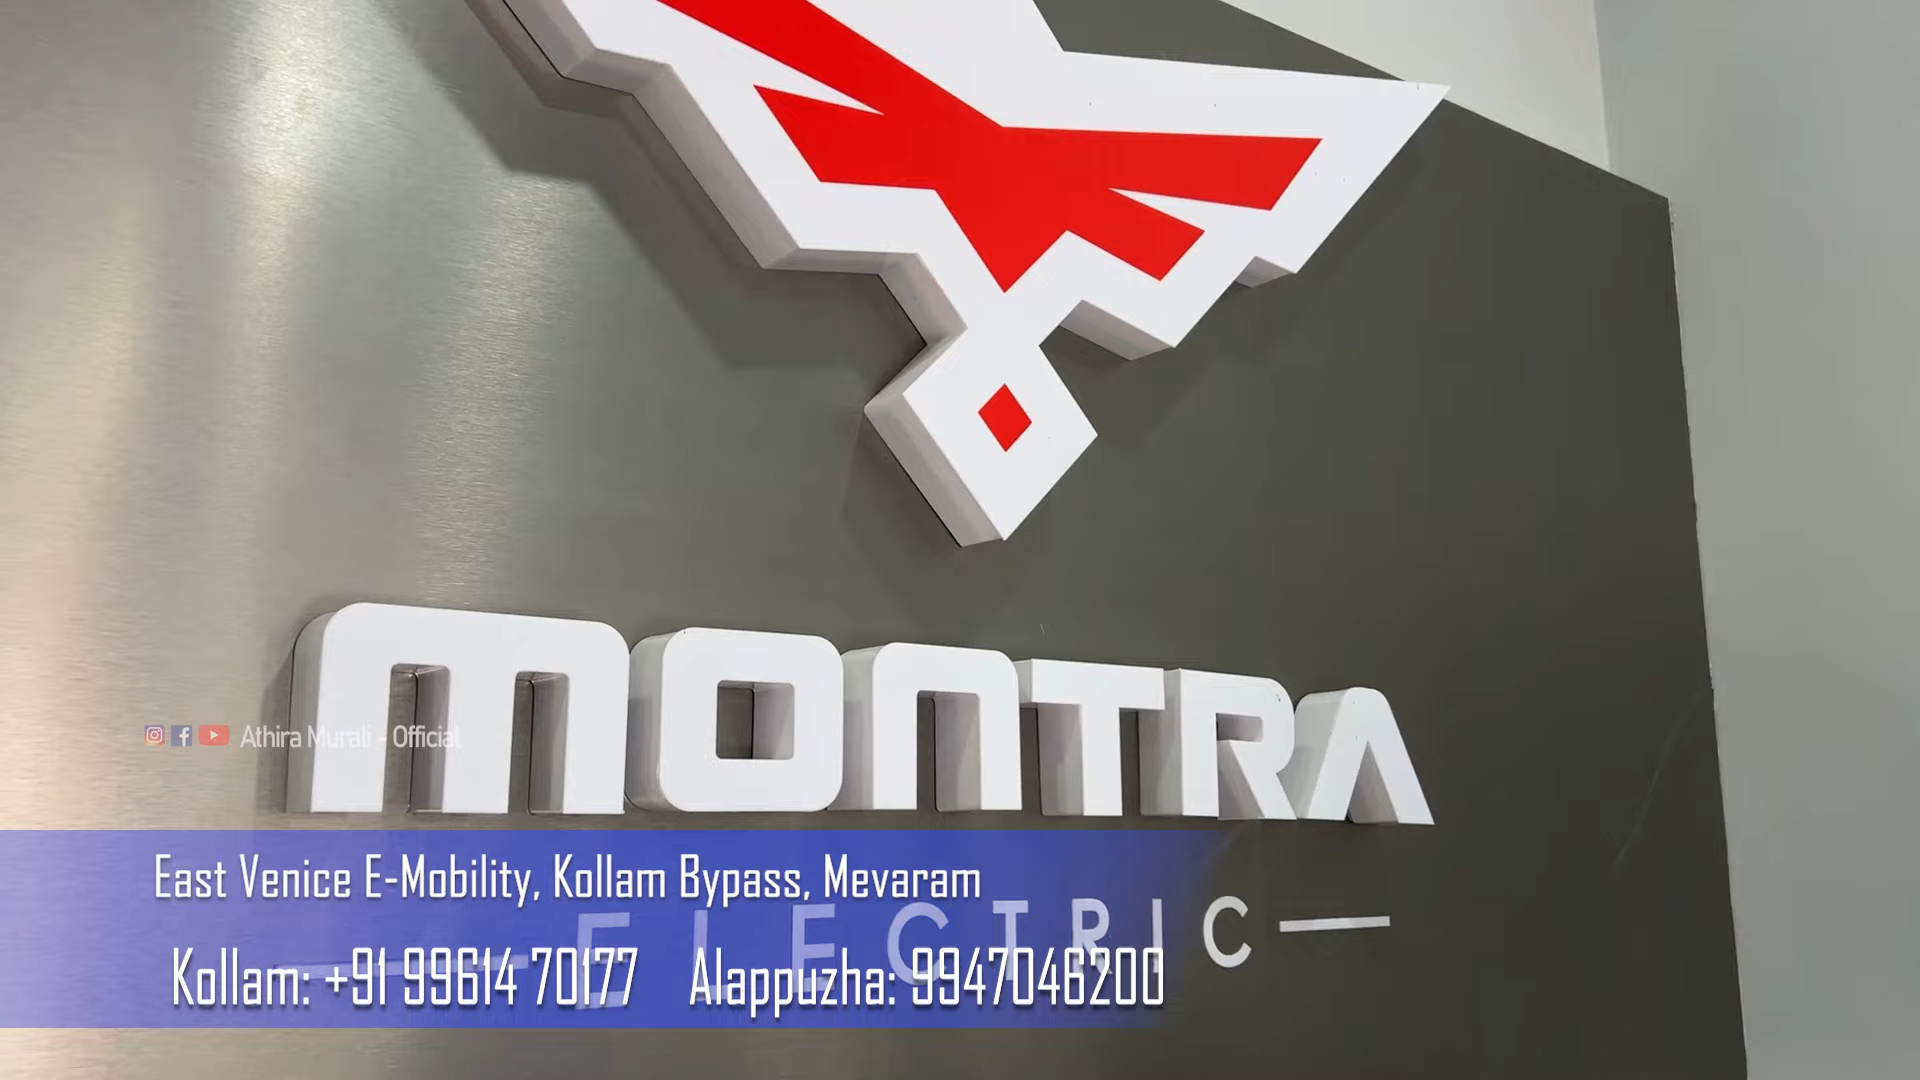 MONTRA
ELECTRIC
Athira Murali - Official
East Venice E-Mobility, Kollam Bypass, Mevaram
Kollam: +91 99614 70177 Alappuzha: 9947046200